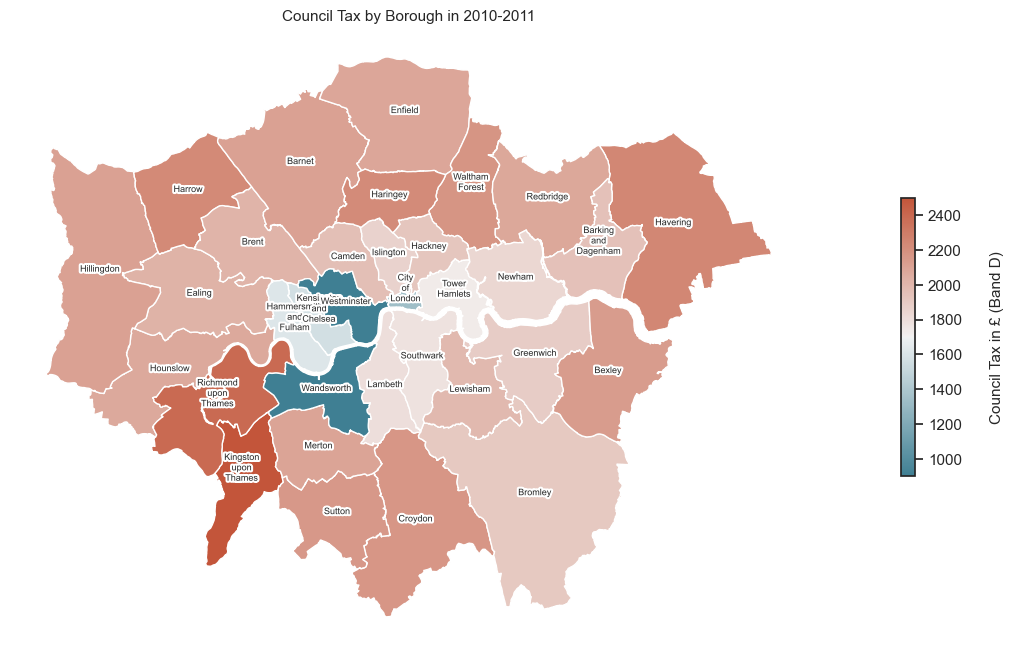 Council Tax by Borough in 2010-2011
Enfield
Barnet
Harrow
Haringey
Waltham
Forest
Redbridge
Havering
Barking
and
Dagenham
Brent
Camden
Islington
Hackney
Hillingdon
Ealing
City
of
London
Tower
Hamlets
Newham
Westminster
and
Chelsea
and
Fulham
Hounslow
Richmond
upon
Thames
Wandsworth
Lambeth
Southwark
Lewisham
Greenwich
Bexley
Merton
Kingston
upon
Thames
Sutton
Croydon
Bromley
2400
2200
2000
1800
1600
1400
1200
1000
Council Tax in £ (Band D)